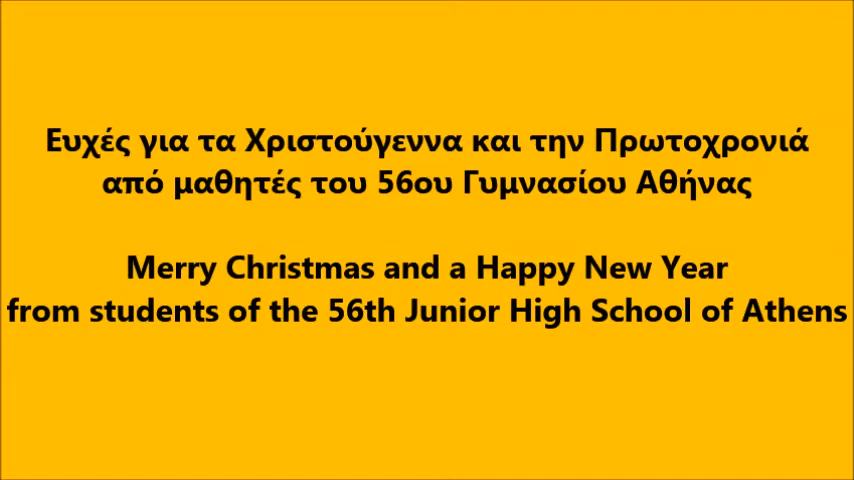 Ευχές για τα Χριστούγεννα και την Πρωτοχρονιά
από μαθητές του 56ου Γυμνασίου Αθήνας
Merry Christmas and a Happy New Year
from students of the 56th Junior High School of Athens